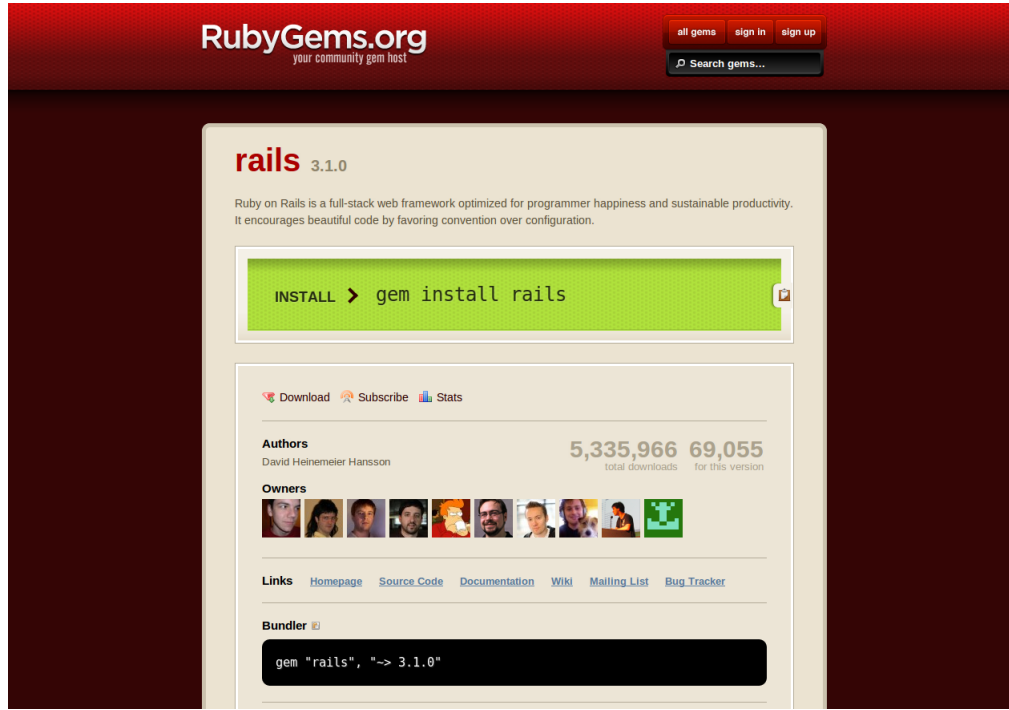 RubyGems.org
your community gem host
all gems sign in sign up
Search gems…
rails 3.1.0
Ruby on Rails is a full-stack web framework optimized for programmer happiness and sustainable productivity.
It encourages beautiful code by favoring convention over configuration.
INSTALL gem install rails
Download Subscribe Stats
Authors
David Heinemeier Hansson
5,335,966 69,055
total downloads for this version
Owners
Links Homepage Source Code Documentation Wiki Mailing List Bug Tracker
Bundler
gem "rails", "~> 3.1.0"